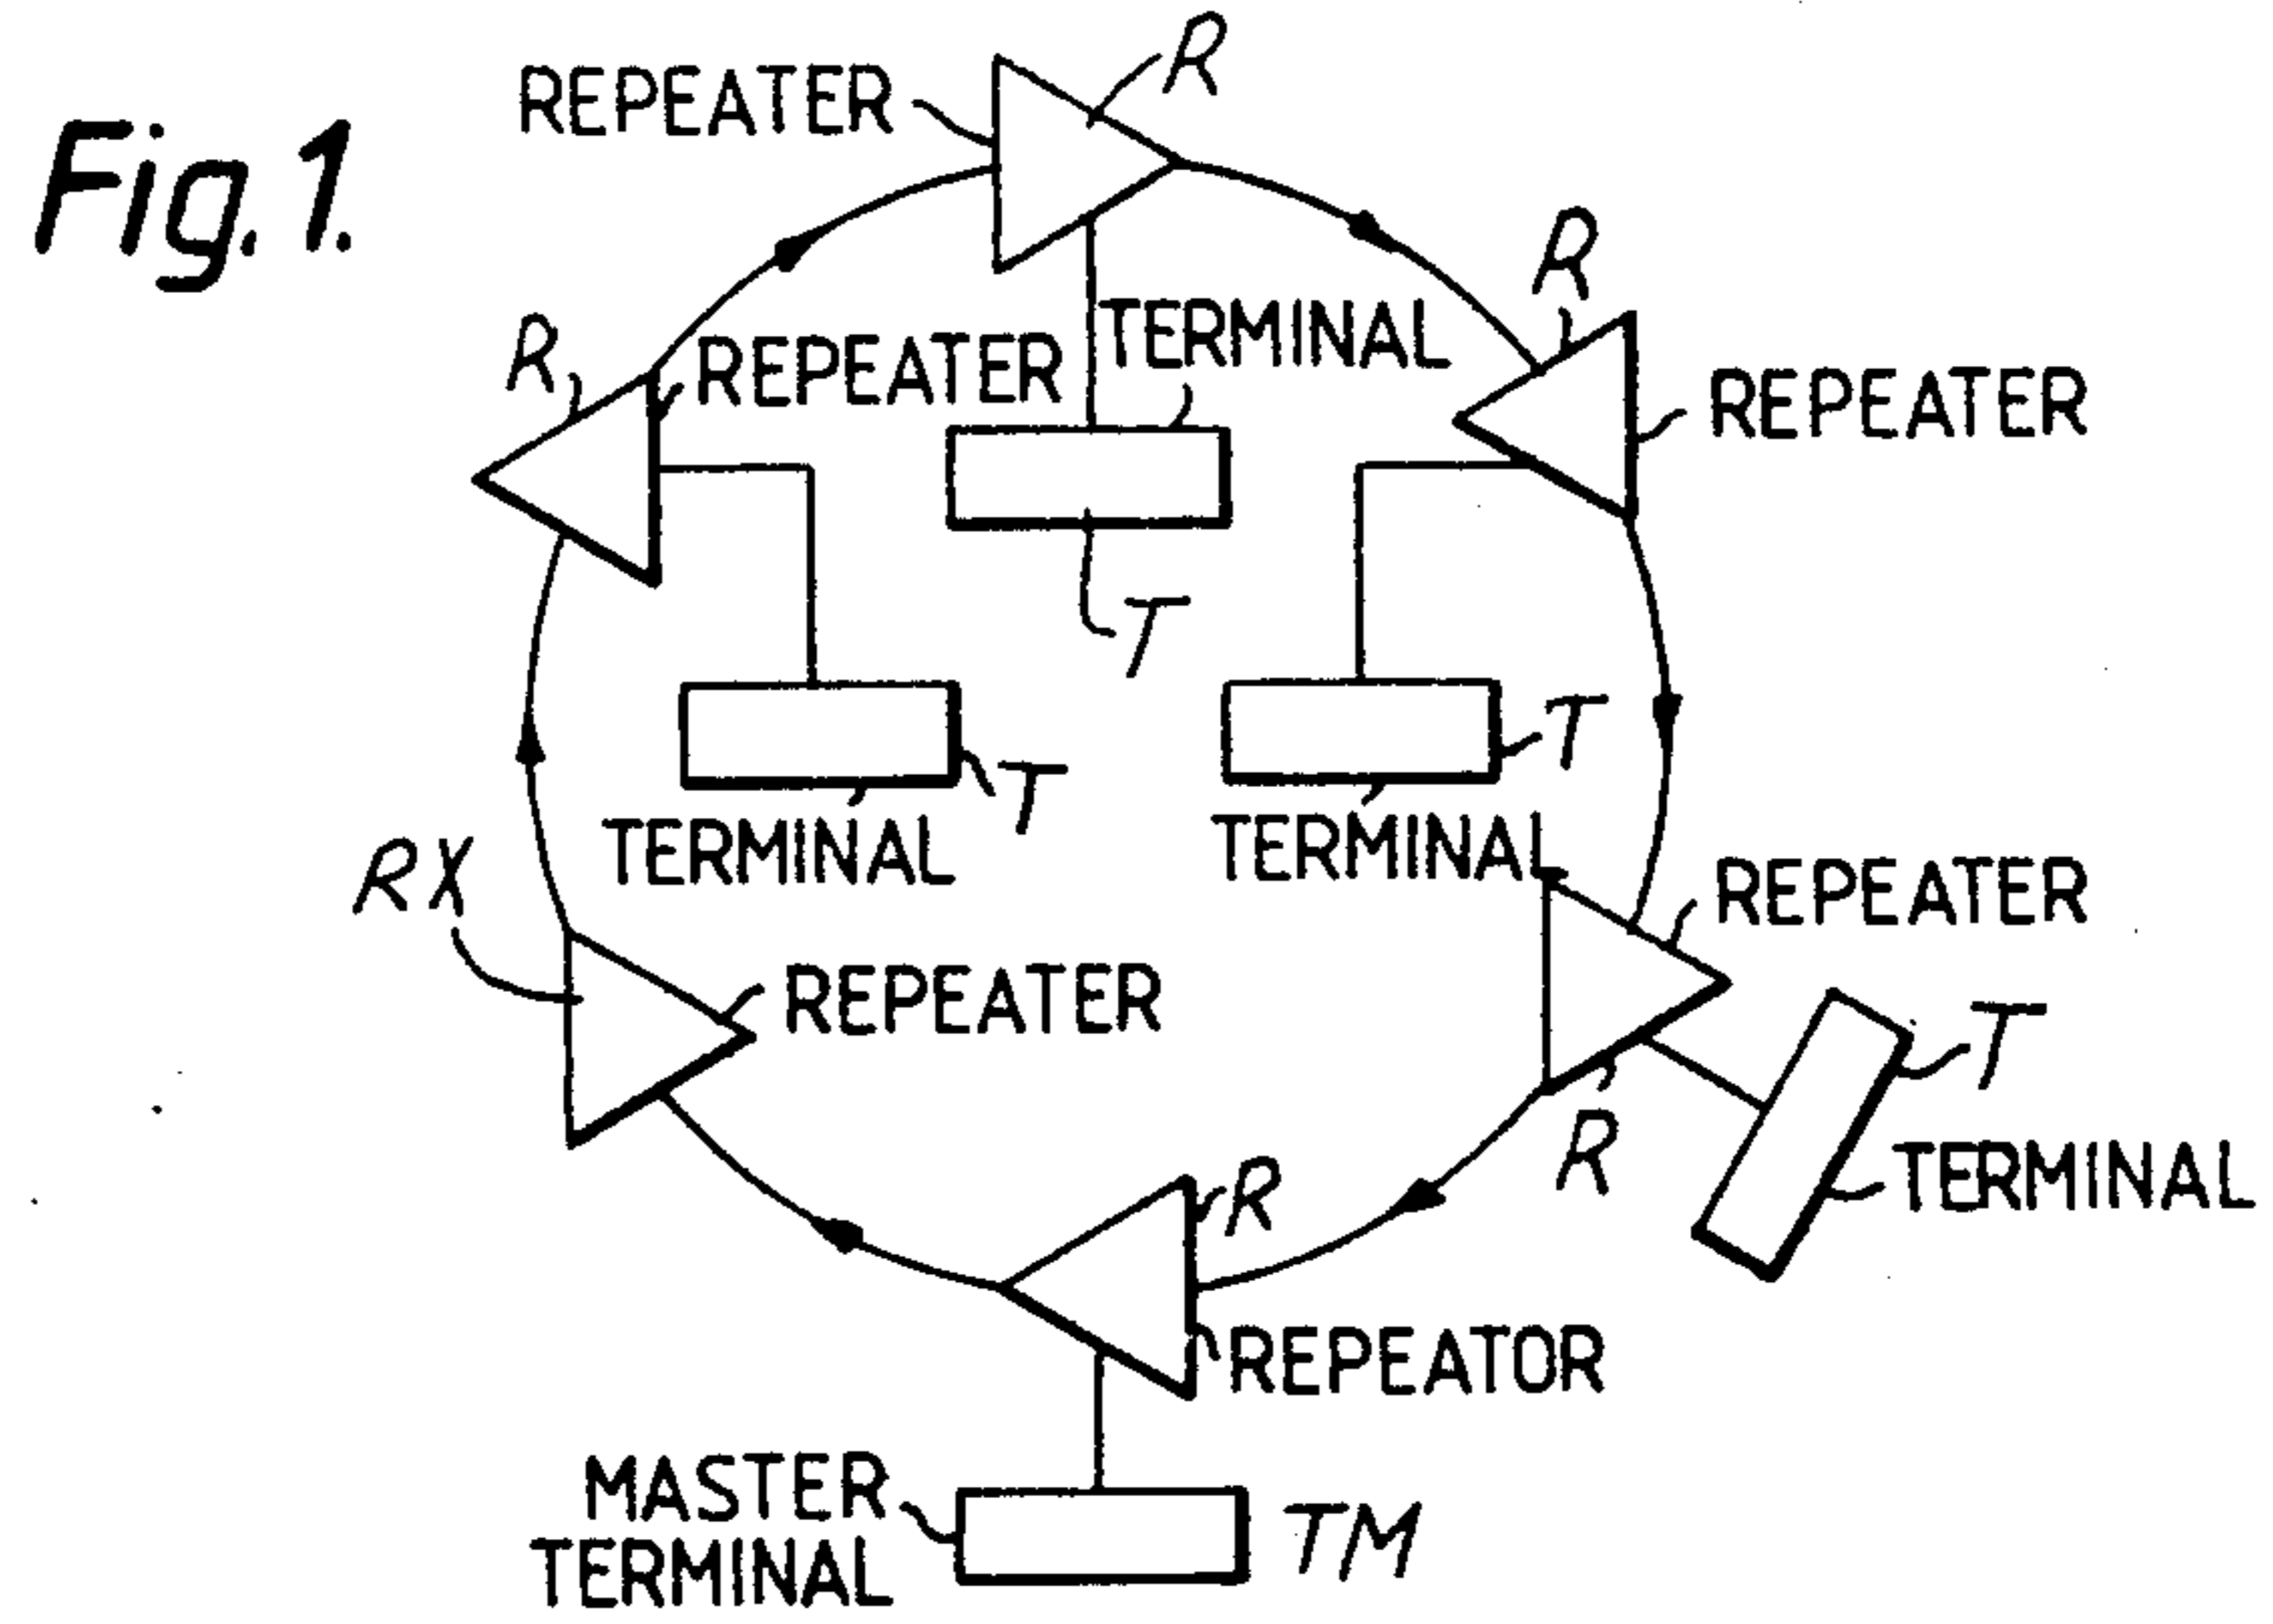 Fig. 1.
REPEATER
R
R
REPEATER
R
REPEATER
TERMINAL
T
T
TERMINAL
T
TERMINAL
RX
REPEATER
REPEATER
R
T
TERMINAL
R
REPEATOR
MASTER
TERMINAL
TM